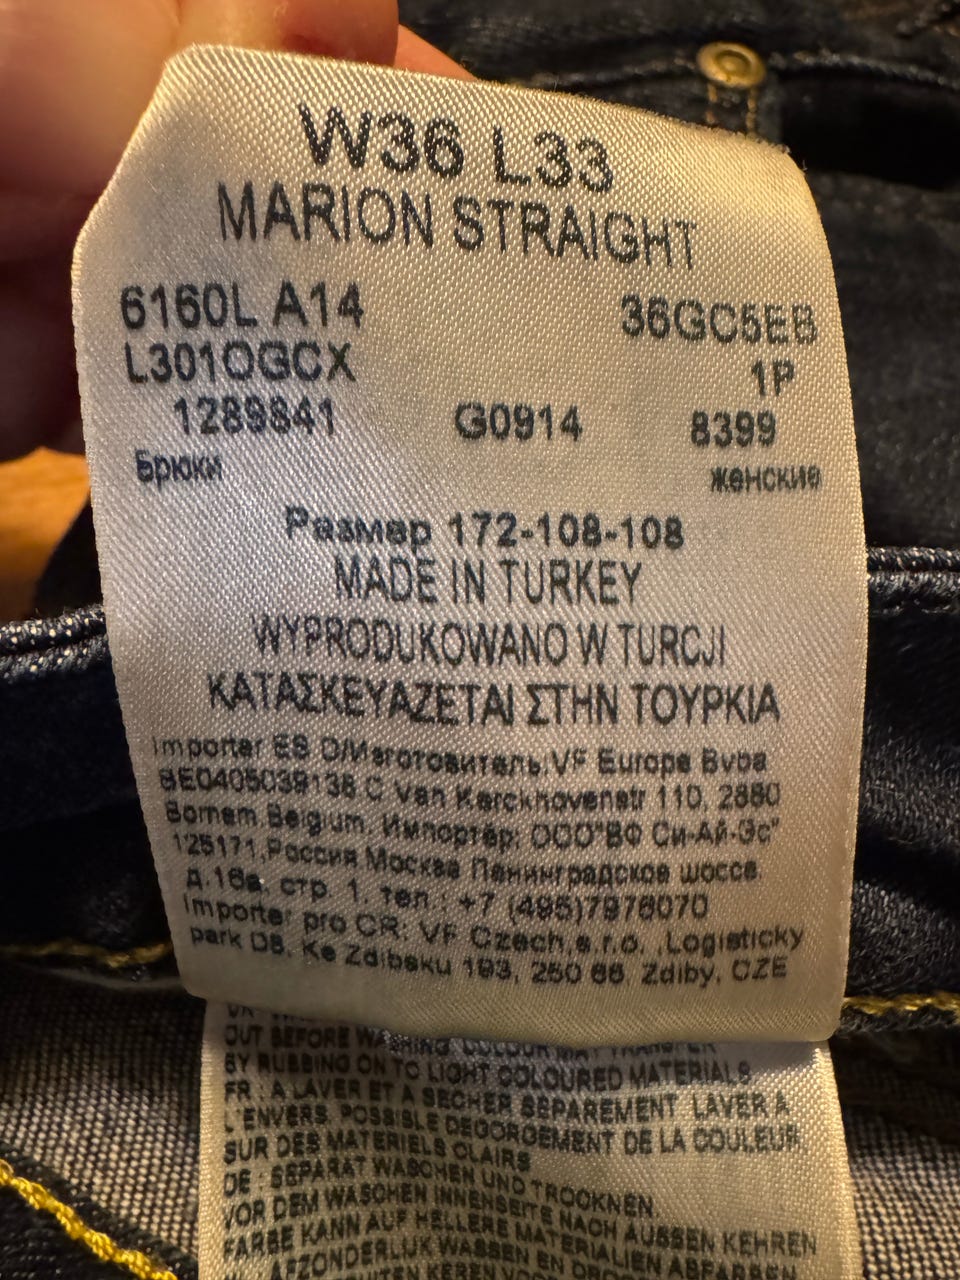 W36 L33
MARION STRAIGHT
6160L A14 36GC5EB
L301OGCX 1P
1289841 G0914 8399
Брюки женские
Размер 172-108-108
MADE IN TURKEY
WYPRODUKOWANO W TURCJI
ΚΑΤΑΣΚΕΥΑΖΕΤΑΙ ΣΤΗΝ ΤΟΥΡΚΙΑ
Importer ES D/Изготовитель:VF Europe Bvba
BE0405039138 C Van Kerckhovenstr 110, 2880
Bornem,Belgium. Импортёр: ООО"ВФ Си-Ай-Эс"
125171,Россия Москва Ленинградское шоссе.
д.16а, стр. 1, тел.: +7 (495)7976070
Importer pro CR: VF Czech,s.r.o. ,Logisticky
park D8, Ke Zdibsku 193, 250 66, Zdiby, CZE
OUT BEFORE WASHING. COLOUR MAY TRANSFER
BY RUBBING ON TO LIGHT COLOURED MATERIALS
FR : A LAVER ET A SECHER SEPAREMENT LAVER A
L'ENVERS. POSSIBLE DEGORGEMENT DE LA COULEUR
SUR DES MATERIELS CLAIRS
DE : SEPARAT WASCHEN UND TROCKNEN.
VOR DEM WASCHEN INNENSEITE NACH AUSSEN KEHREN
FARBE KANN AUF HELLERE MATERIALIEN ABFARBEN
AFZONDERLIJK WASSEN EN
KEREN